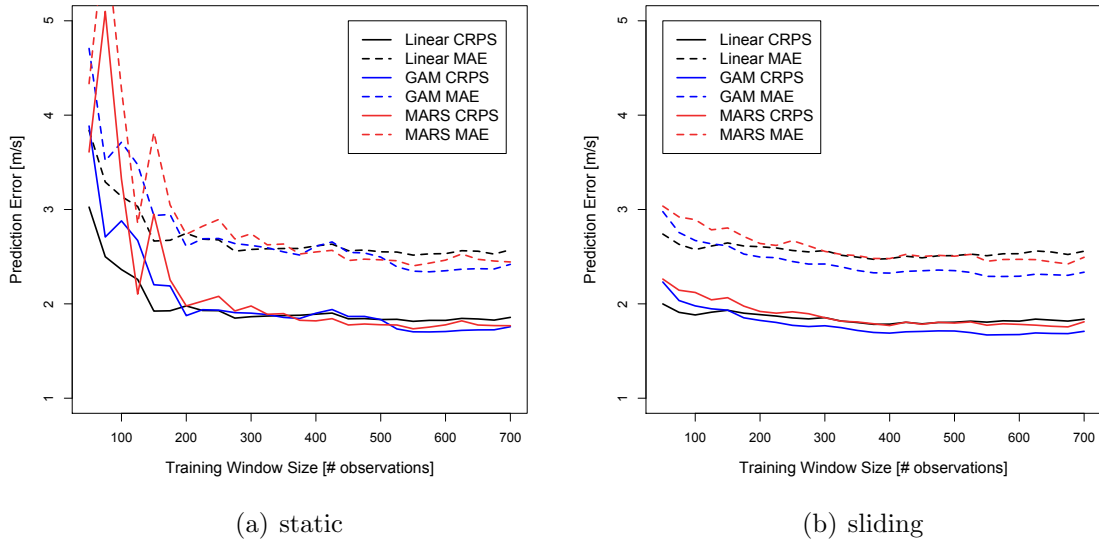 5
4
3
2
1
Prediction Error [m/s]
Linear CRPS
Linear MAE
GAM CRPS
GAM MAE
MARS CRPS
MARS MAE
100 200 300 400 500 600 700
Training Window Size [# observations]
(a) static
5
4
3
2
1
Prediction Error [m/s]
Linear CRPS
Linear MAE
GAM CRPS
GAM MAE
MARS CRPS
MARS MAE
100 200 300 400 500 600 700
Training Window Size [# observations]
(b) sliding